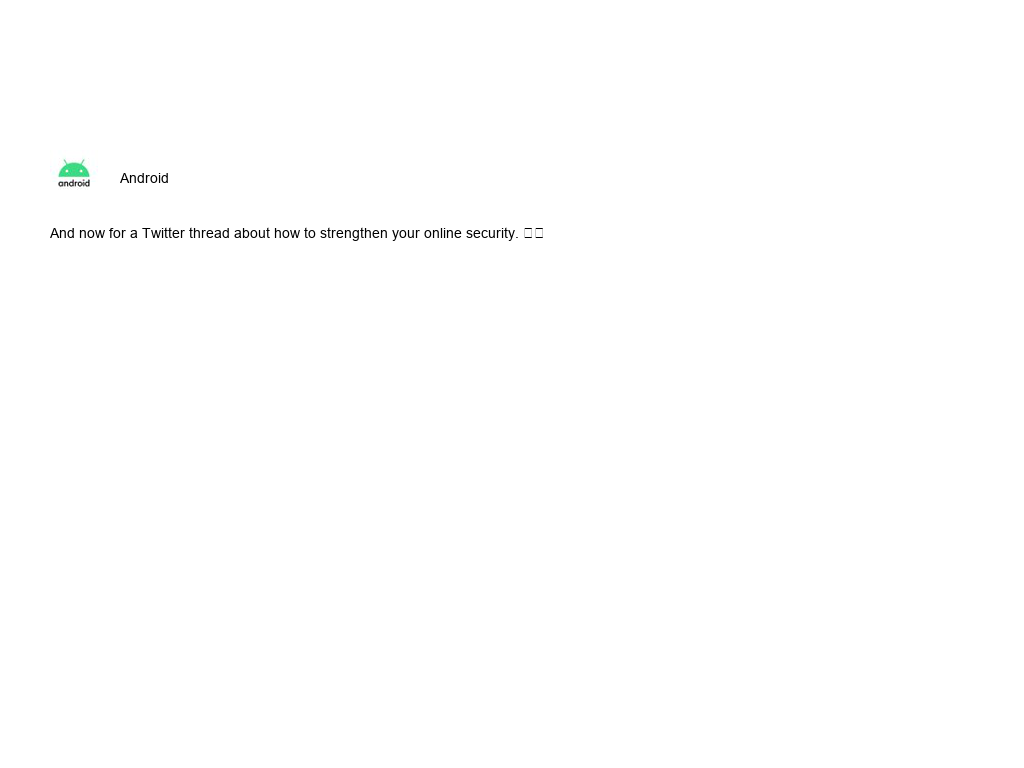 android
Android
And now for a Twitter thread about how to strengthen your online security. □□